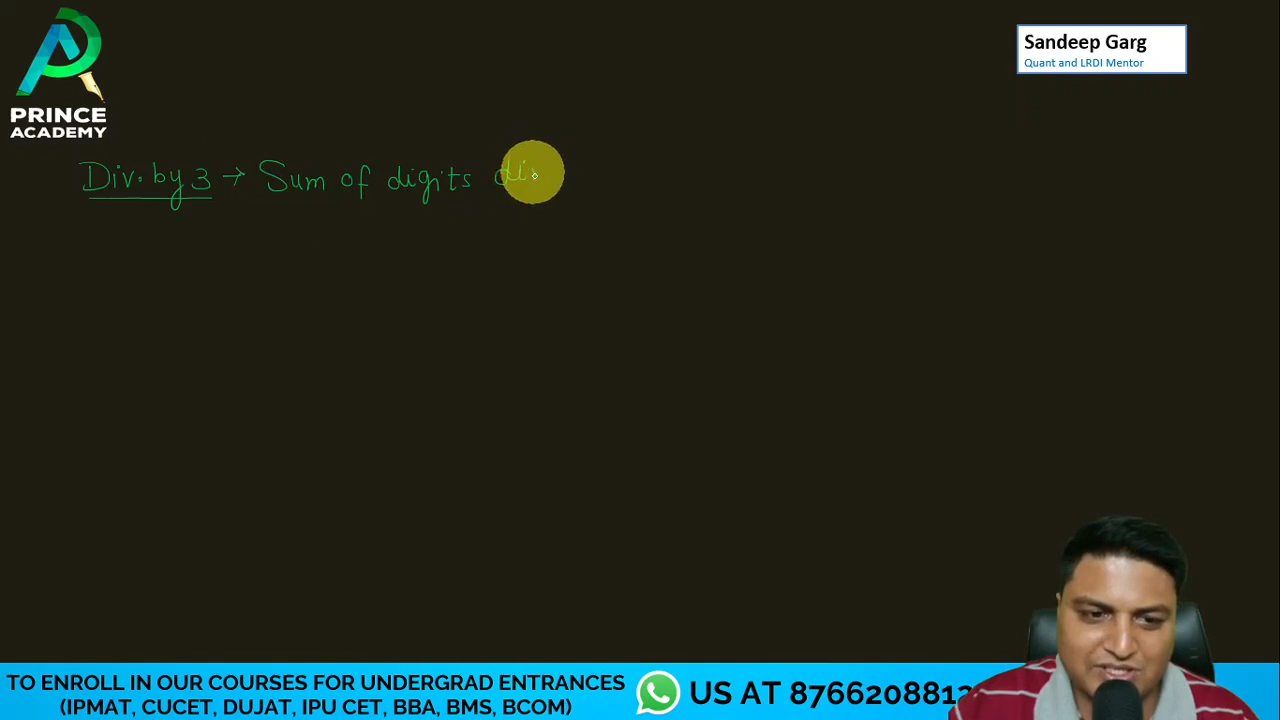 Sandeep Garg
Quant and LRDI Mentor
PRINCE
ACADEMY
Div. by 3 → Sum of digits
TO ENROLL IN OUR COURSES FOR UNDERGRAD ENTRANCES
(IPMAT, CUCET, DUJAT, IPU CET, BBA, BMS, BCOM)
US AT